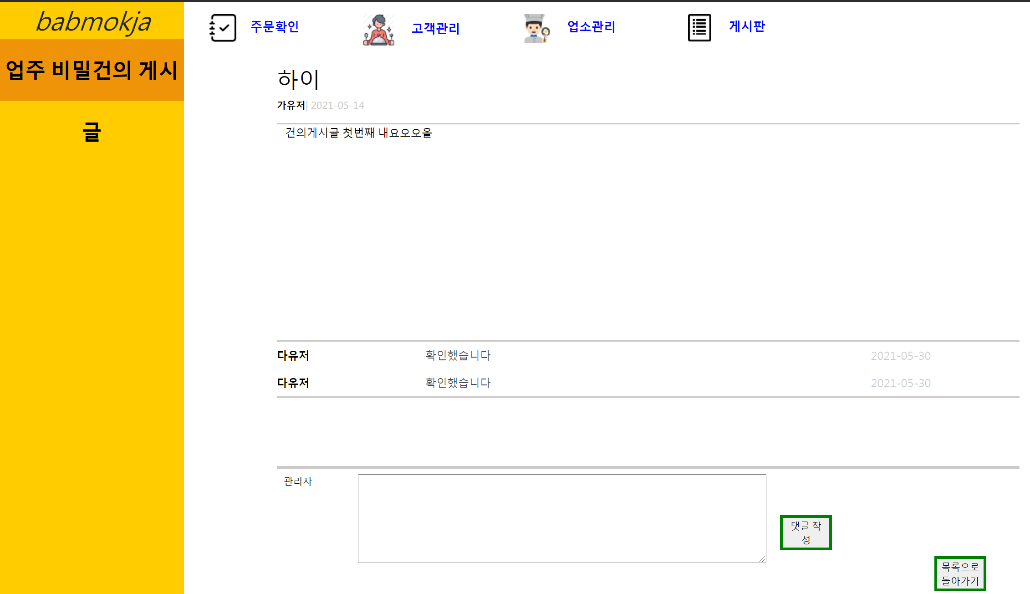 babmokja
주문확인
고객관리
업소관리
게시판
업주 비밀건의 게시
글
하이
가유저| 2021-05-14
건의게시글 첫번째 내요오오올
다유저 확인했습니다 2021-05-30
다유저 확인했습니다 2021-05-30
관리자
댓글 작
성
목록으로
돌아가기